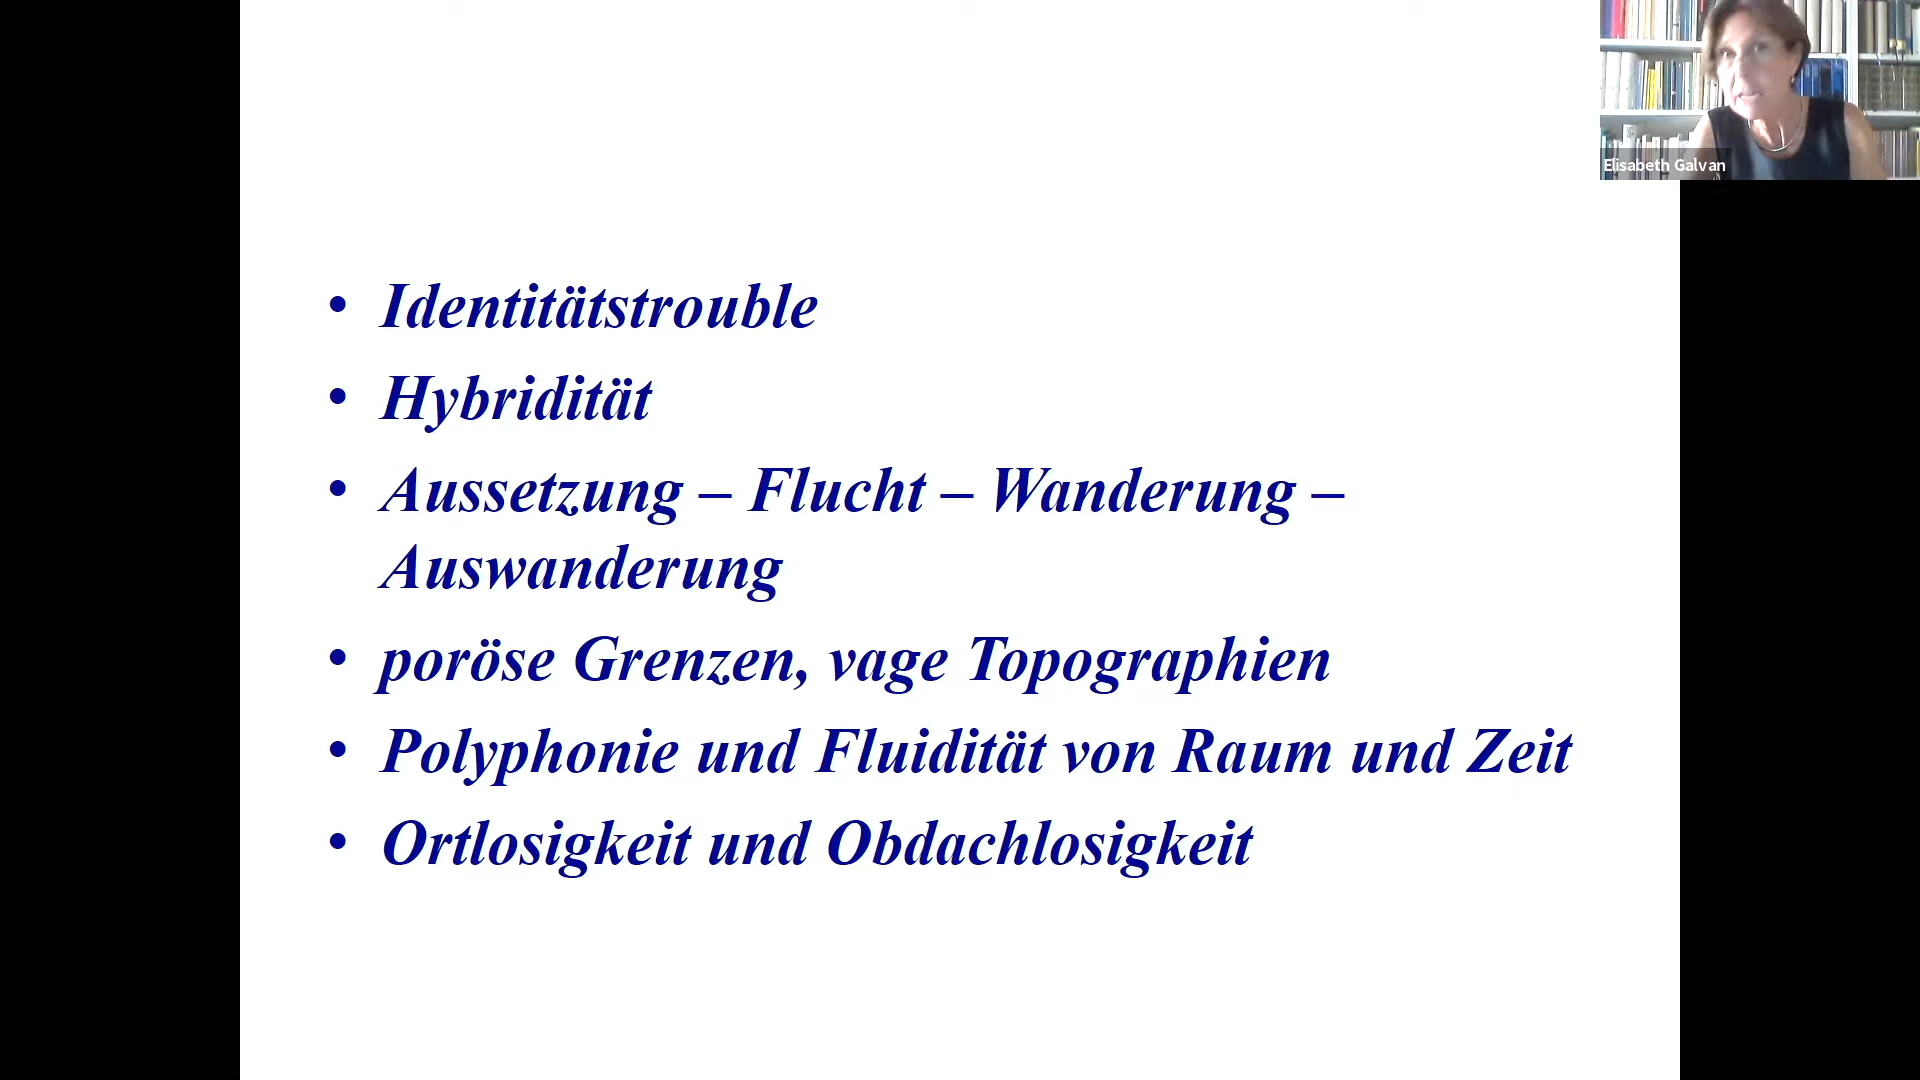 Elisabeth Galvan
• Identitätstrouble
• Hybridität
• Aussetzung – Flucht – Wanderung –
Auswanderung
• poröse Grenzen, vage Topographien
• Polyphonie und Fluidität von Raum und Zeit
• Ortlosigkeit und Obdachlosigkeit